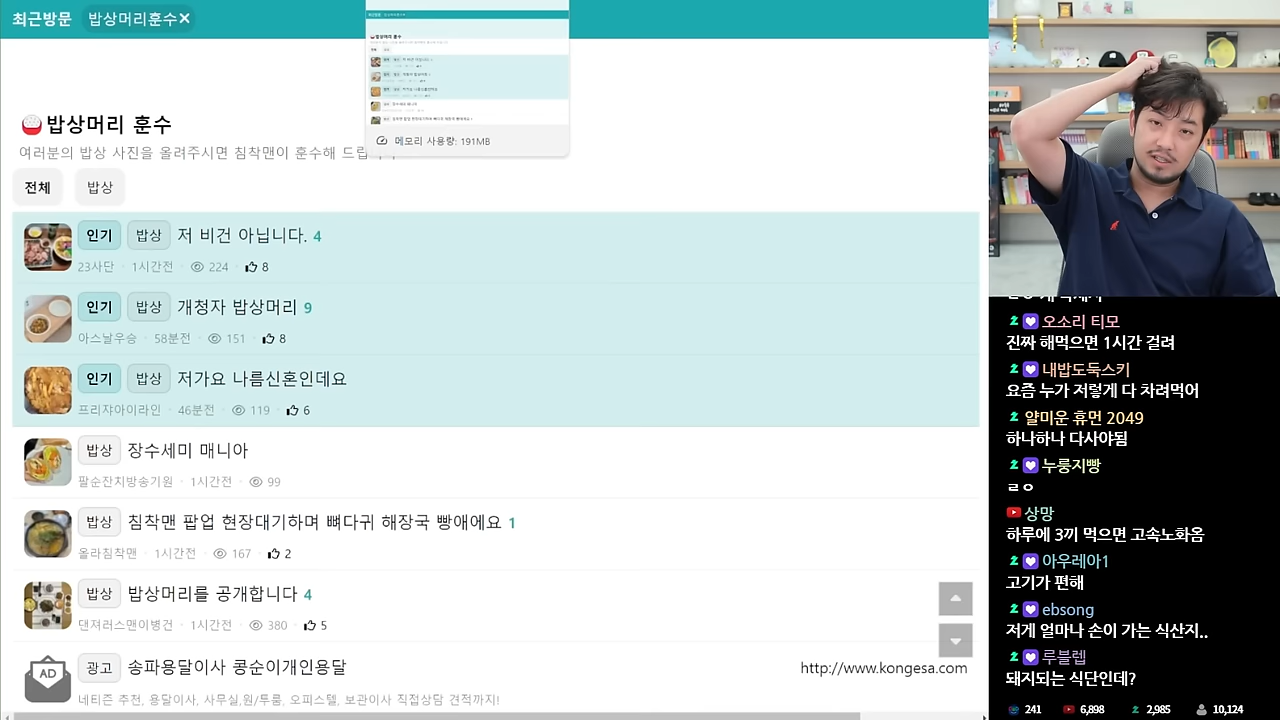 최근방문
밥상머리훈수✕
메모리 사용량: 191MB
밥상머리 훈수
여러분의 밥상 사진을 올려주시면 침착맨이 훈수해 드립니다
전체
밥상
인기 밥상 저 비건 아닙니다. 4
23사단 · 1시간전 · 224 · 8
인기 밥상 개청자 밥상머리 9
아스날우승 · 58분전 · 151 · 8
인기 밥상 저가요 나름신혼인데요
프리쟈아이라인 · 46분전 · 119 · 6
밥상 장수세미 매니아
팔순잔치방송기원 · 1시간전 · 99
밥상 침착맨 팝업 현장대기하며 뼈다귀 해장국 빵애에요 1
올라침착맨 · 1시간전 · 167 · 2
밥상 밥상머리를 공개합니다 4
댄져러스맨이병건 · 1시간전 · 380 · 5
AD
광고 송파용달이사 콩순이개인용달
http://www.kongesa.com
네티즌 추천, 용달이사, 사무실,원/투룸, 오피스텔, 보관이사 직접상담 견적까지!
오소리 티모
진짜 해먹으면 1시간 걸려
내밥도둑스키
요즘 누가 저렇게 다 차려먹어
얄미운 휴먼 2049
하나하나 다사야됨
누룽지빵
ㄹㅇ
상망
하루에 3끼 먹으면 고속노화옴
아우레아1
고기가 편해
ebsong
저게 얼마나 손이 가는 식산지..
루블렙
돼지되는 식단인데?
241 6,898 2,985 10,124